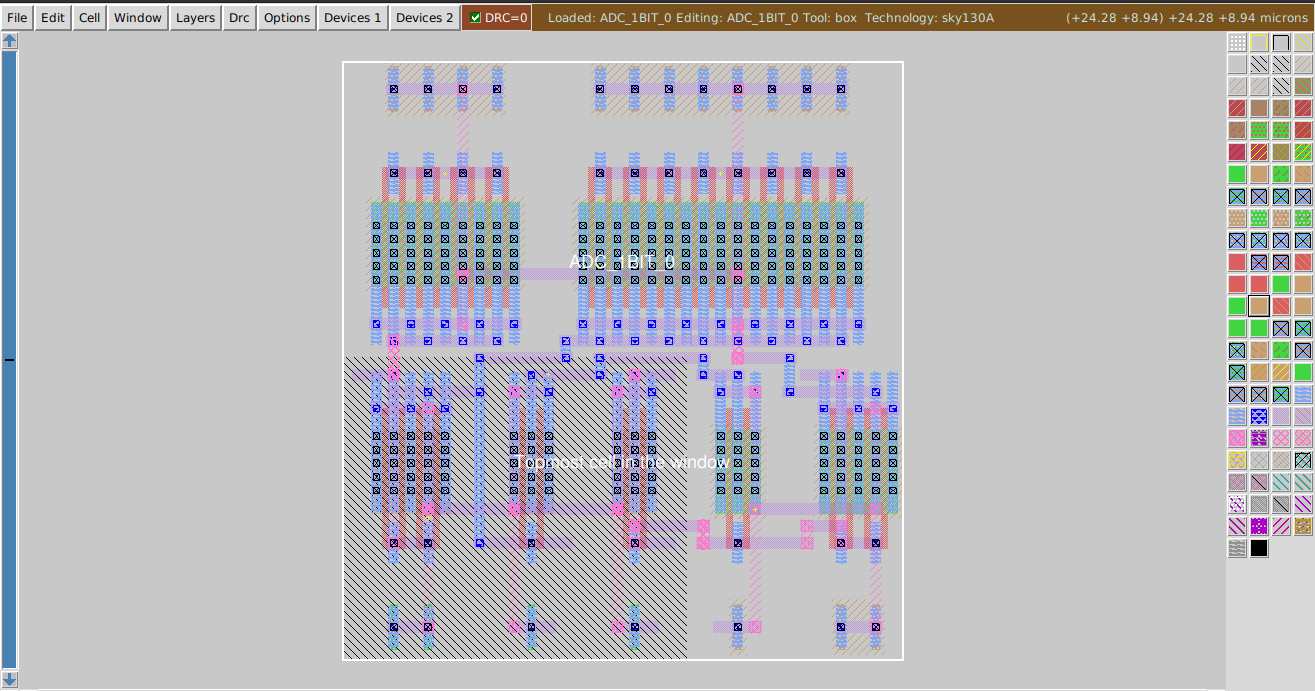 File Edit Cell Window Layers Drc Options Devices 1 Devices 2 DRC=0 Loaded: ADC_1BIT_0 Editing: ADC_1BIT_0 Tool: box Technology: sky130A (+24.28 +8.94) +24.28 +8.94 microns
ADC_1BIT_0
Topmost cell in the window